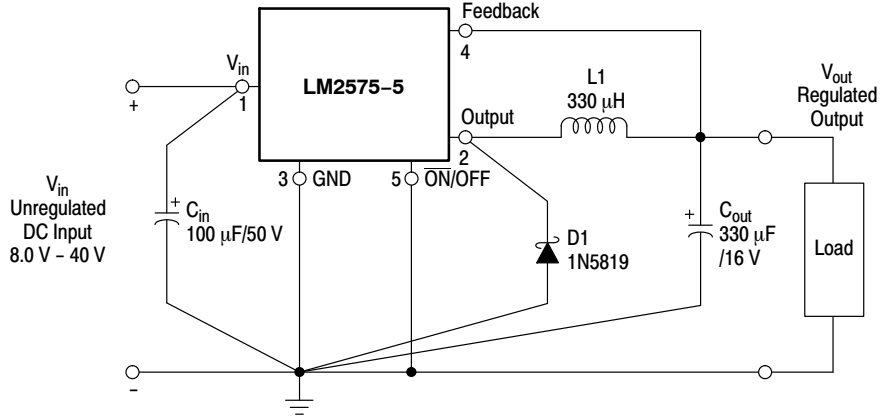 Feedback
4
V_in
+
1
LM2575–5
L1
330 μH
V_out
Regulated
Output
Output
2
3 GND
5 O̅N̅/OFF
V_in
Unregulated
DC Input
8.0 V – 40 V
+
C_in
100 μF/50 V
D1
1N5819
+
C_out
330 μF
/16 V
Load
–